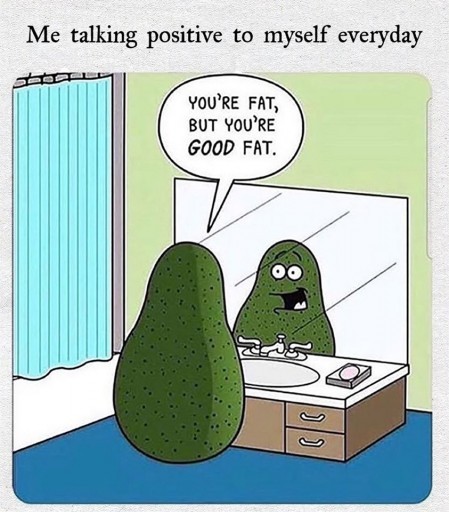 Me talking positive to myself everyday
YOU'RE FAT,
BUT YOU'RE
GOOD FAT.